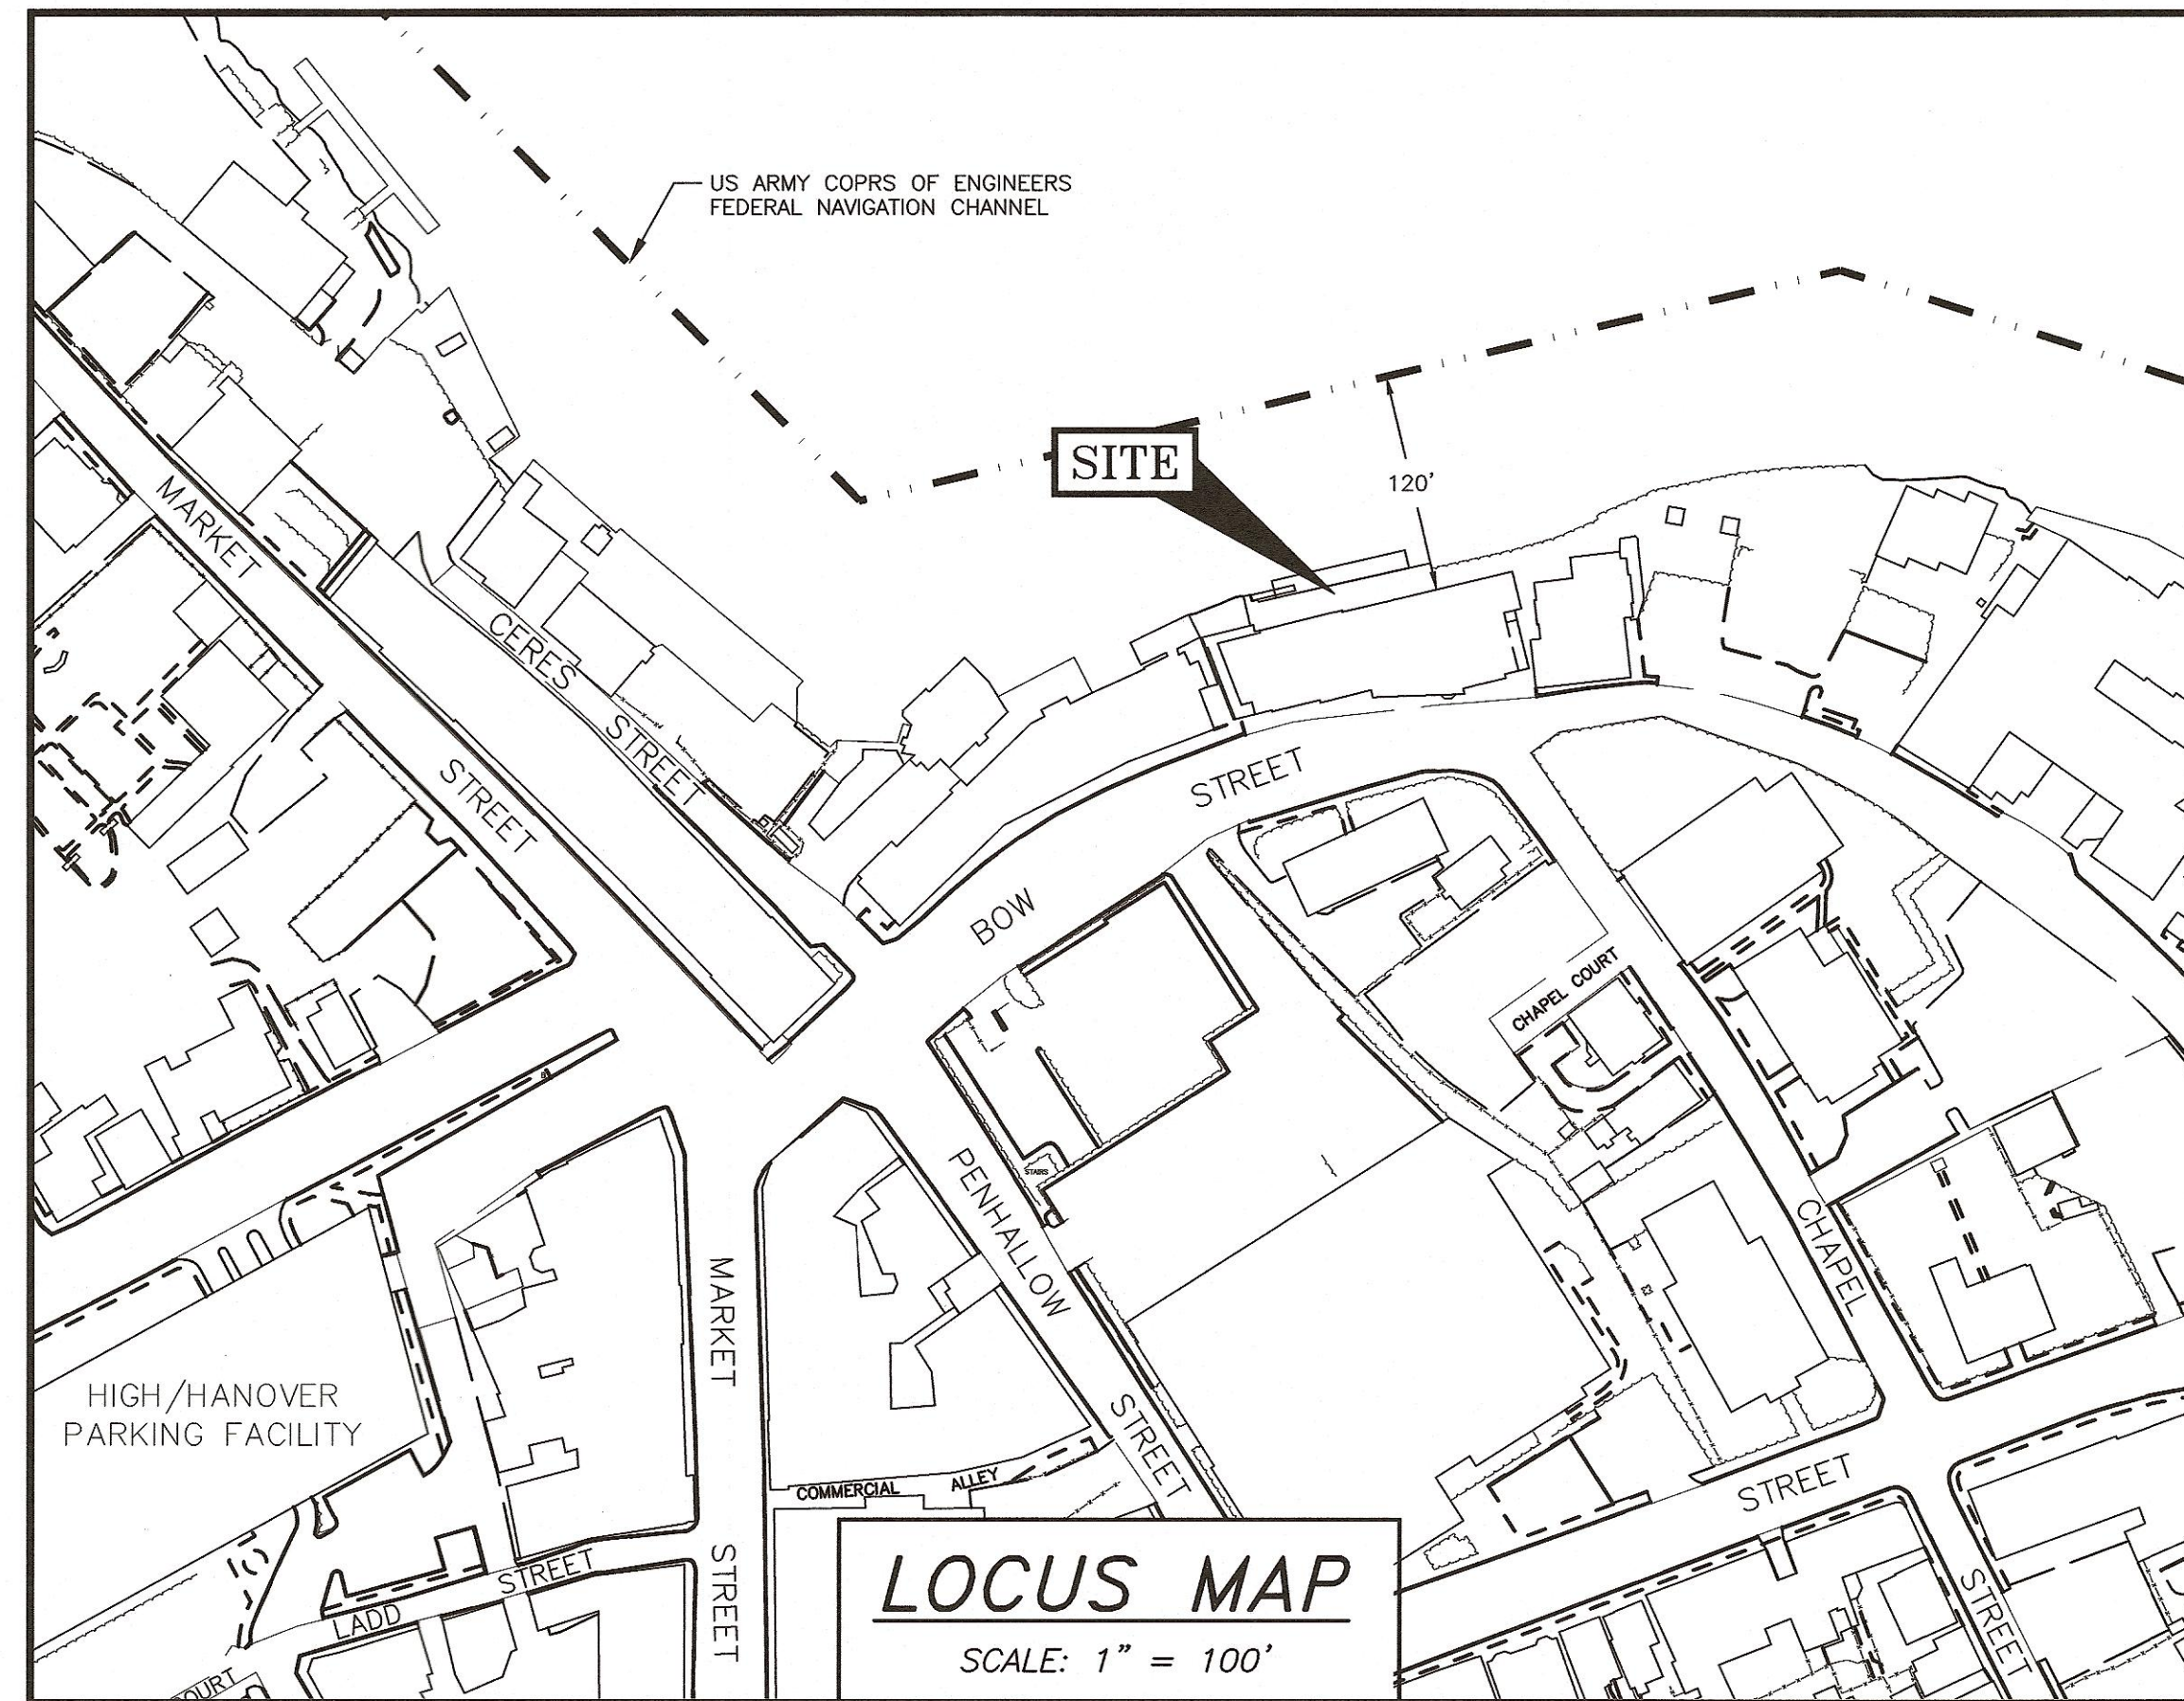 US ARMY COPRS OF ENGINEERS
FEDERAL NAVIGATION CHANNEL
SITE
120'
MARKET
STREET
CERES
STREET
BOW
STREET
CHAPEL COURT
STAIRS
PENHALLOW
STREET
CHAPEL
STREET
MARKET
STREET
HIGH/HANOVER
PARKING FACILITY
COMMERCIAL ALLEY
STREET
LADD
STREET
LOCUS MAP
SCALE: 1" = 100'